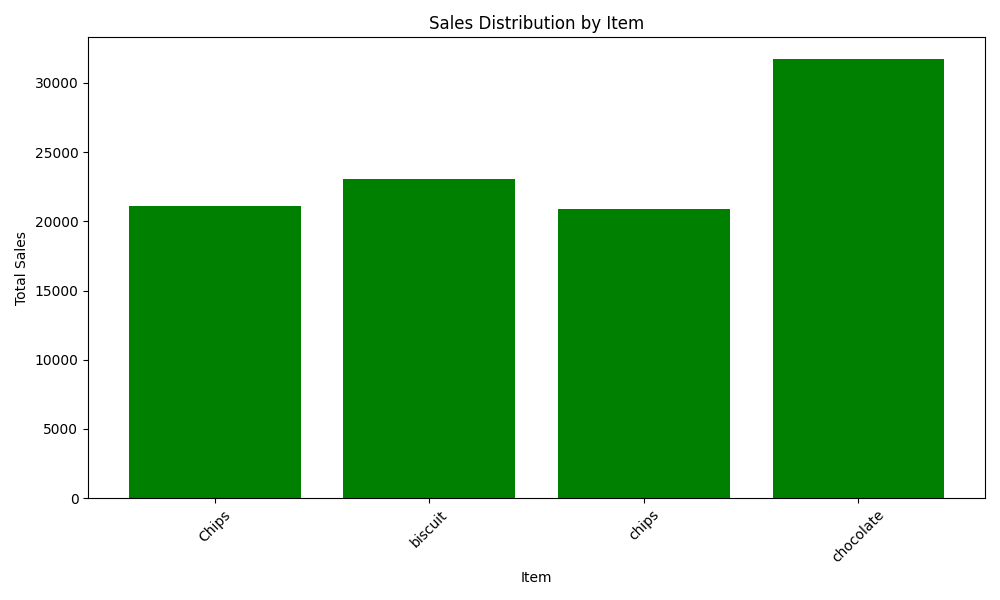 Sales Distribution by Item
Total Sales
30000
25000
20000
15000
10000
5000
0
Chips
biscuit
chips
chocolate
Item